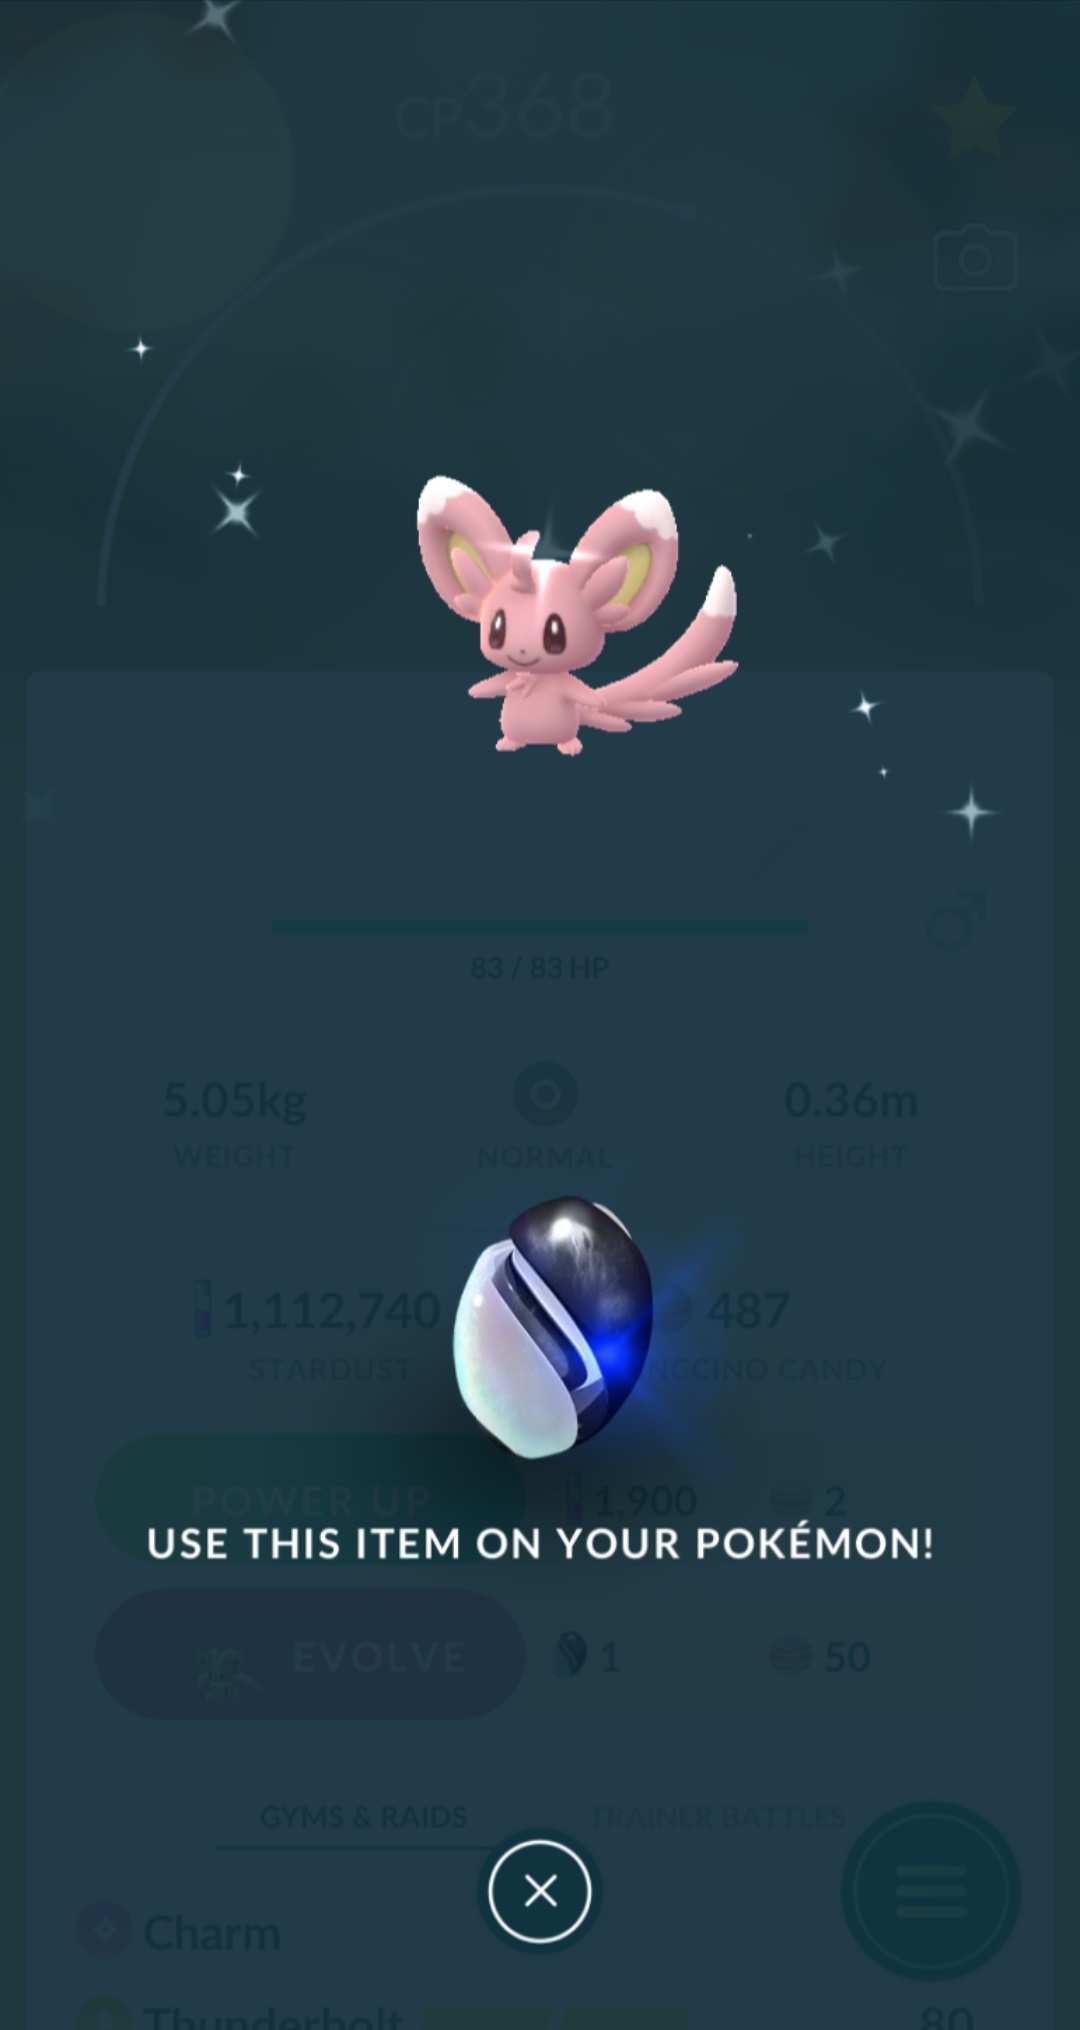 CP368
83 / 83 HP
5.05kg
WEIGHT
NORMAL
0.36m
HEIGHT
1,112,740
STARDUST
487
NCCINO CANDY
POWER UP
1,900
2
USE THIS ITEM ON YOUR POKÉMON!
EVOLVE
1
50
GYMS & RAIDS
TRAINER BATTLES
Charm
Thunderbolt
80